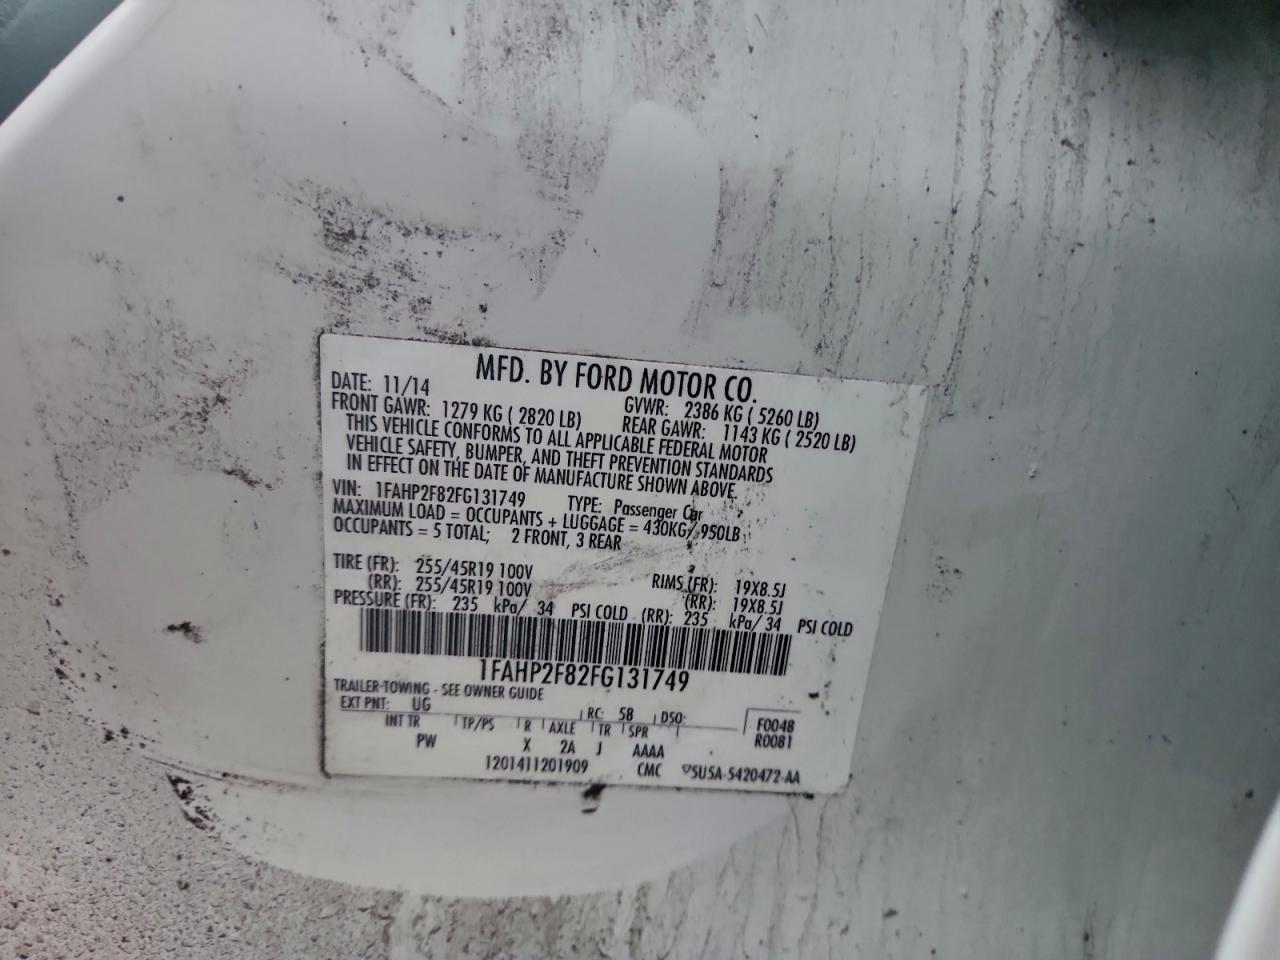 MFD. BY FORD MOTOR CO.
DATE: 11/14 GVWR: 2386 KG ( 5260 LB)
FRONT GAWR: 1279 KG ( 2820 LB) REAR GAWR: 1143 KG ( 2520 LB)
THIS VEHICLE CONFORMS TO ALL APPLICABLE FEDERAL MOTOR
VEHICLE SAFETY, BUMPER, AND THEFT PREVENTION STANDARDS
IN EFFECT ON THE DATE OF MANUFACTURE SHOWN ABOVE.
VIN: 1FAHP2F82FG131749 TYPE: Passenger Car
MAXIMUM LOAD = OCCUPANTS + LUGGAGE = 430KG/ 950LB
OCCUPANTS = 5 TOTAL; 2 FRONT, 3 REAR
TIRE (FR): 255/45R19 100V RIMS (FR): 19X8.5J
(RR): 255/45R19 100V (RR): 19X8.5J
PRESSURE (FR): 235 kPa/ 34 PSI COLD (RR): 235 kPa/ 34 PSI COLD
1FAHP2F82FG131749
TRAILER-TOWING - SEE OWNER GUIDE
EXT PNT: UG RC: 58 DSO: F0048
INT TR TP/PS R AXLE TR SPR R0081
PW X 2A J AAAA
1201411201909 CMC ♡5U5A-5420472-AA